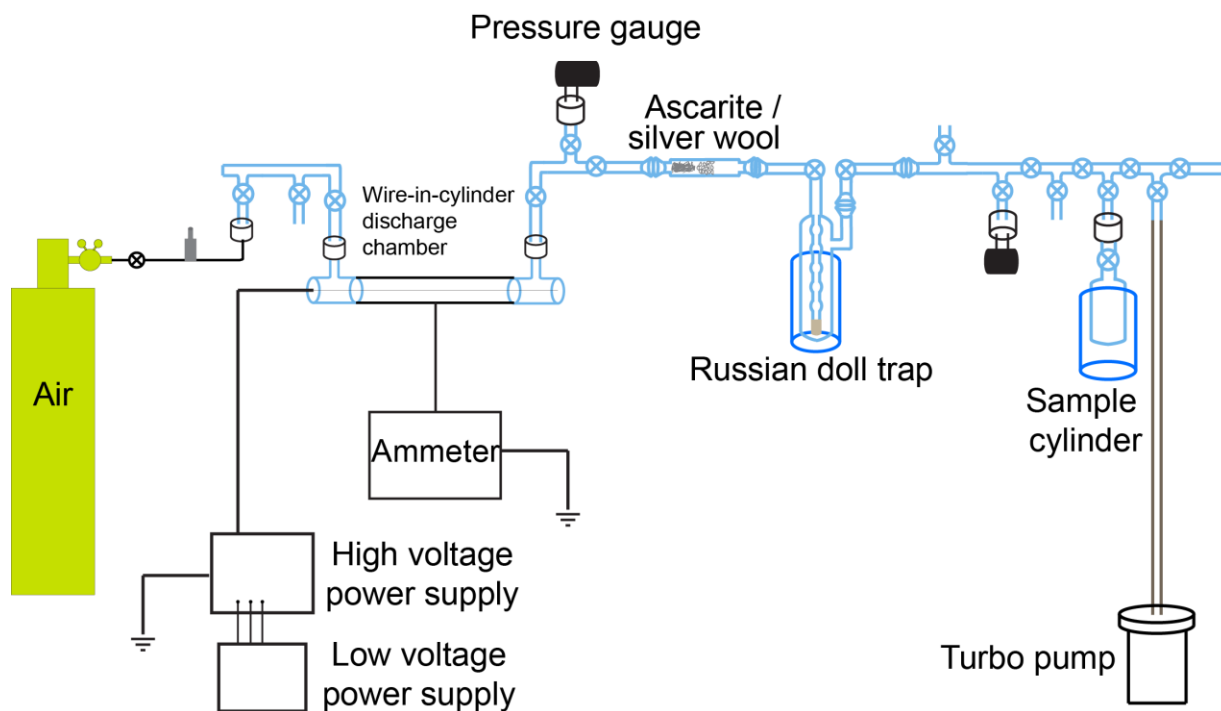 Pressure gauge
Ascarite /
silver wool
Wire-in-cylinder
discharge
chamber
Air
Russian doll trap
Sample
cylinder
Ammeter
High voltage
power supply
Turbo pump
Low voltage
power supply